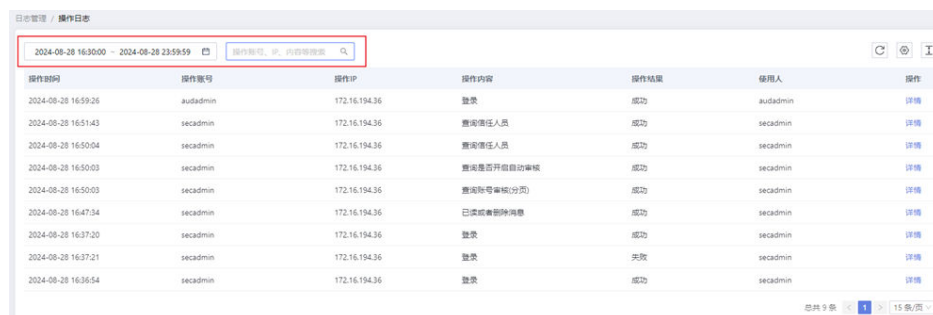 日志管理 / 操作日志
2024-08-28 16:30:00 ~ 2024-08-28 23:59:59 操作账号、IP、内容等搜索
操作时间 操作账号 操作IP 操作内容 操作结果 使用人 操作
2024-08-28 16:59:26 audadmin 172.16.194.36 登录 成功 audadmin 详情
2024-08-28 16:51:43 secadmin 172.16.194.36 查询信任人员 成功 secadmin 详情
2024-08-28 16:50:04 secadmin 172.16.194.36 查询信任人员 成功 secadmin 详情
2024-08-28 16:50:03 secadmin 172.16.194.36 查询是否开启自动审核 成功 secadmin 详情
2024-08-28 16:50:03 secadmin 172.16.194.36 查询账号审核(分页) 成功 secadmin 详情
2024-08-28 16:47:34 secadmin 172.16.194.36 已读或者删除消息 成功 secadmin 详情
2024-08-28 16:37:20 secadmin 172.16.194.36 登录 成功 secadmin 详情
2024-08-28 16:37:21 secadmin 172.16.194.36 登录 失败 secadmin 详情
2024-08-28 16:36:54 secadmin 172.16.194.36 登录 成功 secadmin 详情
总共 9 条 < 1 > 15 条/页